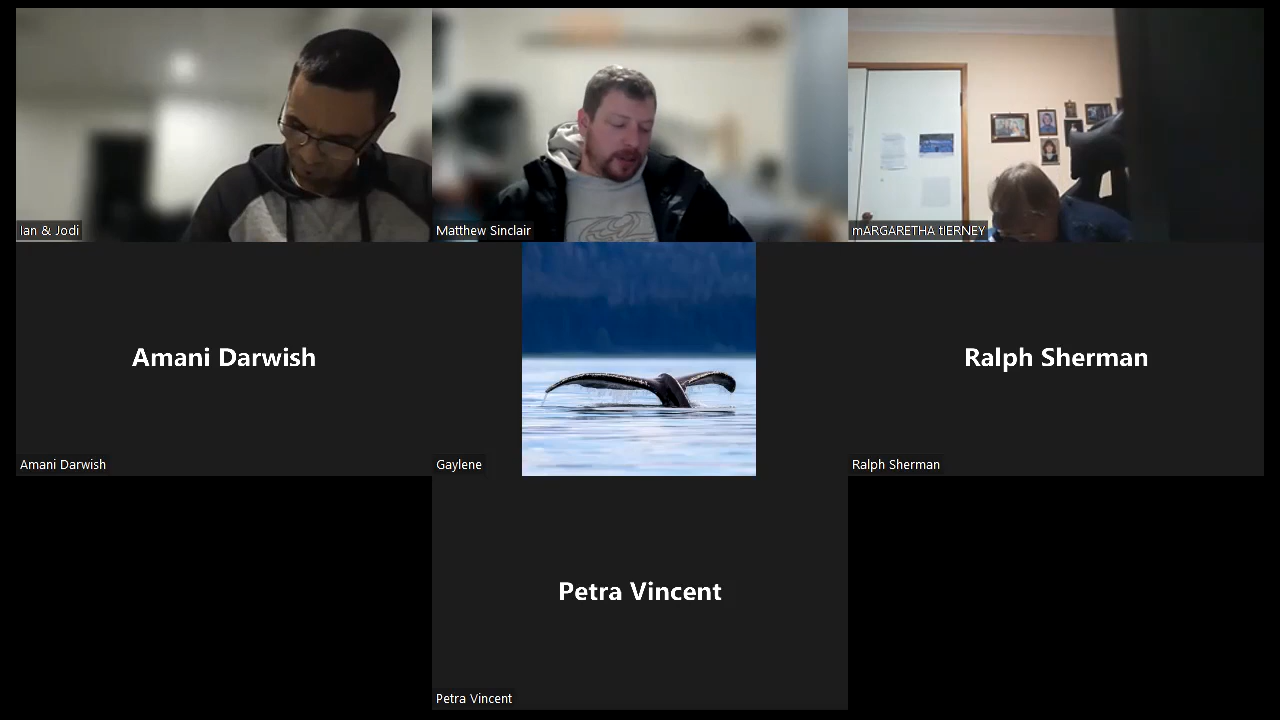 Ian & Jodi
Matthew Sinclair
mARGARETHA tIERNEY
Amani Darwish
Ralph Sherman
Amani Darwish
Gaylene
Ralph Sherman
Petra Vincent
Petra Vincent